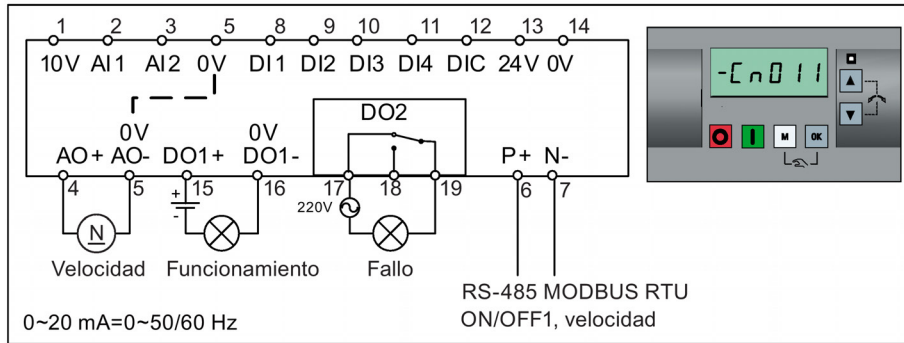 1 2 3 5 8 9 10 11 12 13 14
10V AI1 AI2 0V DI1 DI2 DI3 DI4 DIC 24V 0V
-Cn011
DO2
0V 0V
AO+ AO- DO1+ DO1- P+ N-
M OK
4 5 15 16 17 18 19 6 7
+
-
220V
N
Velocidad Funcionamiento Fallo
RS-485 MODBUS RTU
ON/OFF1, velocidad
0~20 mA=0~50/60 Hz